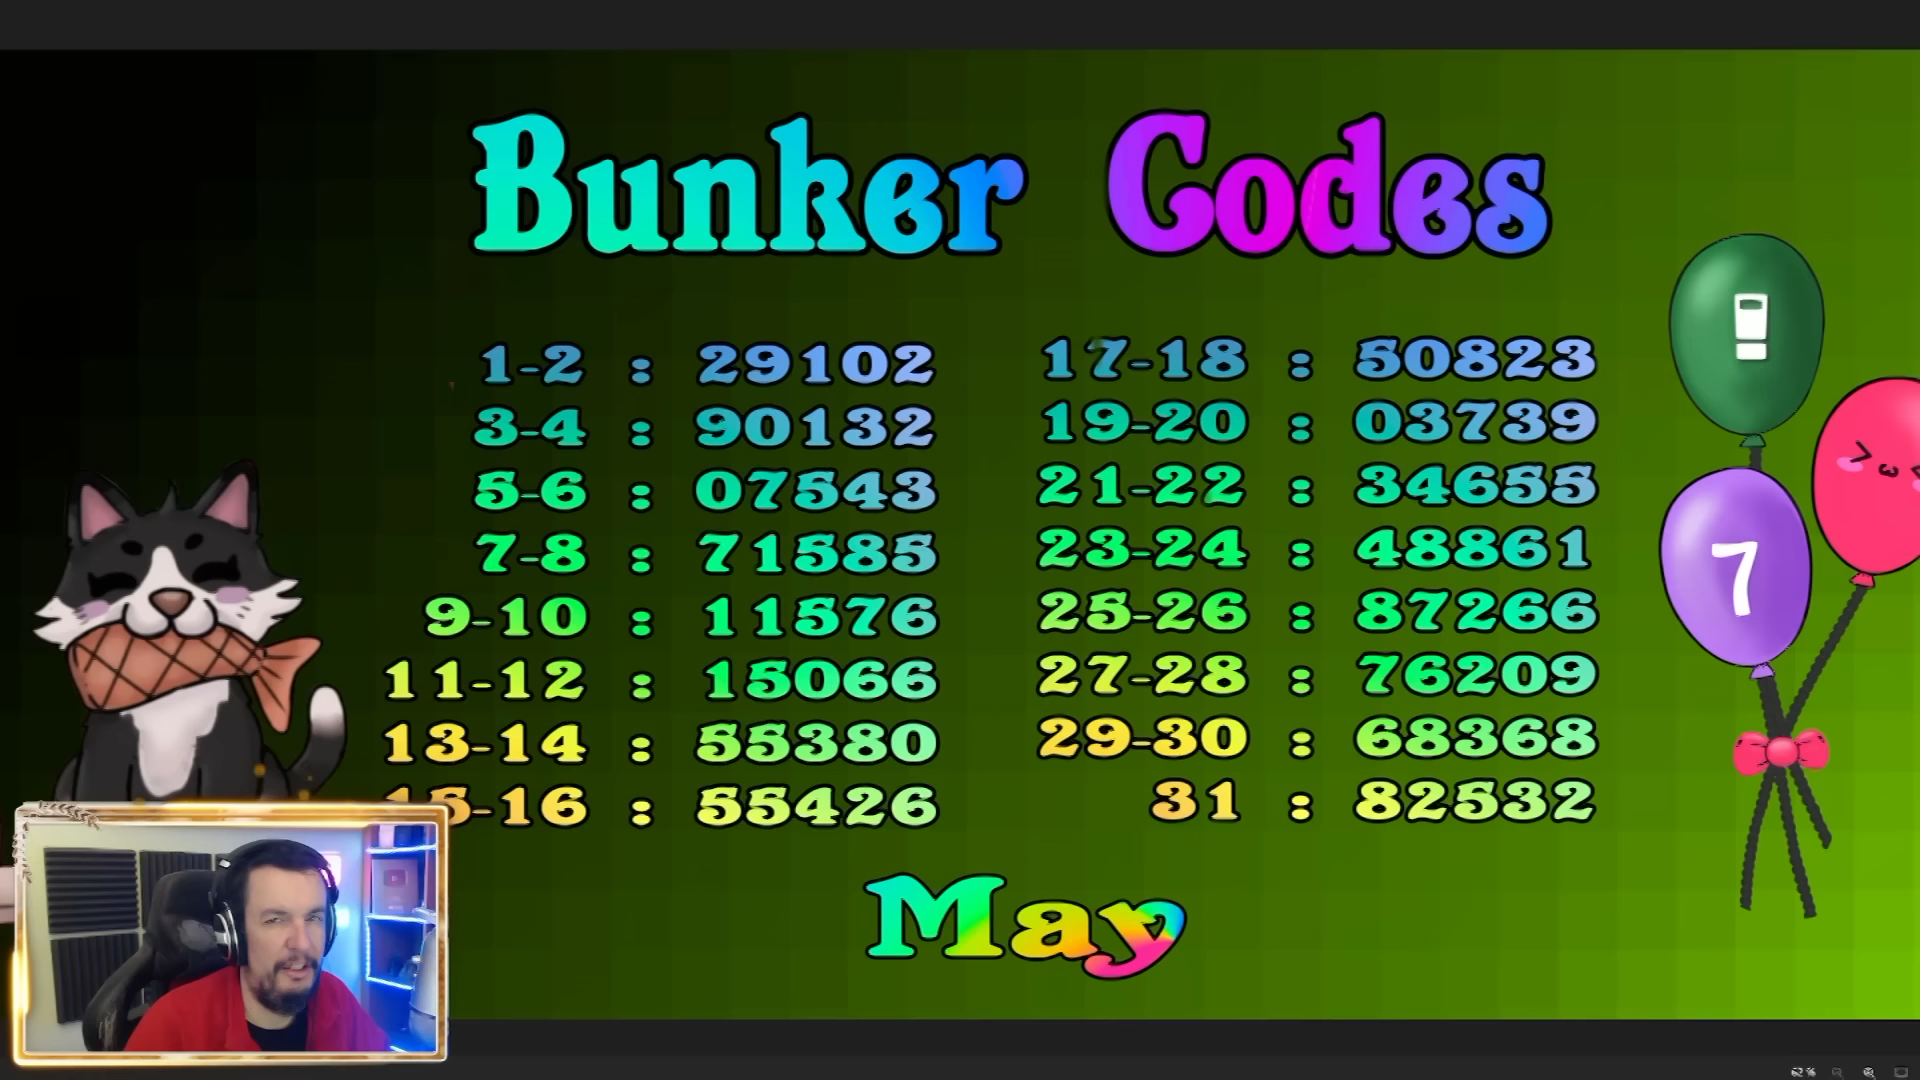 Bunker Codes
1-2 : 29102
3-4 : 90132
5-6 : 07543
7-8 : 71585
9-10 : 11576
11-12 : 15066
13-14 : 55380
15-16 : 55426
17-18 : 50823
19-20 : 03739
21-22 : 34655
23-24 : 48861
25-26 : 87266
27-28 : 76209
29-30 : 68368
31 : 82532
May
!
7
62 %